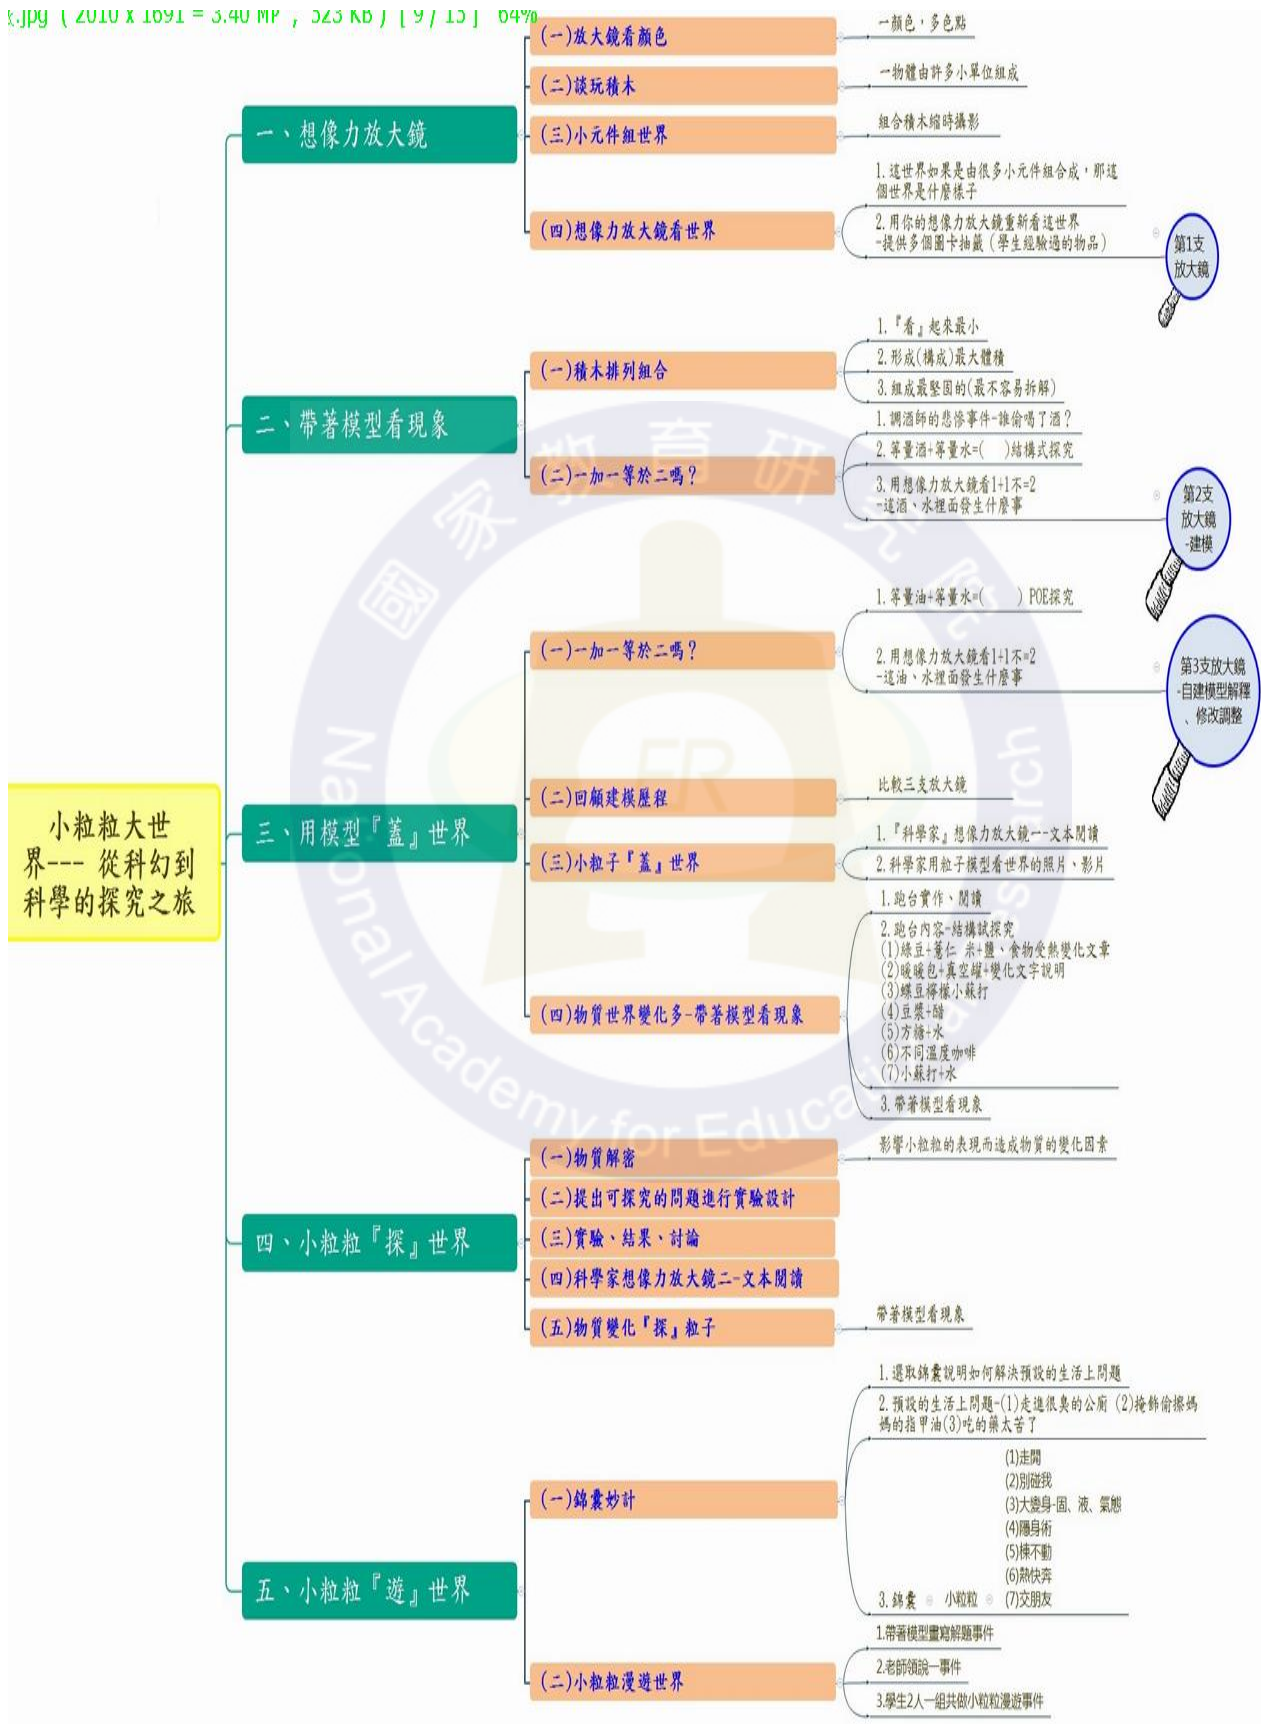 .jpg ( 2010 x 1691 = 3.40 MP , 523 KB ) [ 9 / 15 ] 64%
小粒粒大世
界--- 從科幻到
科學的探究之旅
一、想像力放大鏡
(一)放大鏡看顏色
一顏色，多色點
(二)談玩積木
一物體由許多小單位組成
(三)小元件組世界
組合積木縮時攝影
(四)想像力放大鏡看世界
1.這世界如果是由很多小元件組合成，那這
個世界是什麼樣子
2.用你的想像力放大鏡重新看這世界
-提供多個圖卡抽籤（學生經驗過的物品）
第1支
放大鏡
二、帶著模型看現象
(一)積木排列組合
1.『看』起來最小
2.形成(構成)最大體積
3.組成最堅固的(最不容易拆解)
(二)一加一等於二嗎？
1.調酒師的悲慘事件-誰偷喝了酒？
2.等量酒+等量水=( )結構式探究
3.用想像力放大鏡看1+1不=2
-這酒、水裡面發生什麼事
第2支
放大鏡
-建模
三、用模型『蓋』世界
(一)一加一等於二嗎？
1.等量油+等量水=( ) POE探究
2.用想像力放大鏡看1+1不=2
-這油、水裡面發生什麼事
第3支放大鏡
-自建模型解釋
、修改調整
(二)回顧建模歷程
比較三支放大鏡
(三)小粒子『蓋』世界
1.『科學家』想像力放大鏡一-文本閱讀
2.科學家用粒子模型看世界的照片、影片
(四)物質世界變化多-帶著模型看現象
1.跑台實作、閱讀
2.跑台內容-結構試探究
(1)綠豆+薏仁 米+鹽、食物受熱變化文章
(2)暖暖包+真空罐+變化文字說明
(3)蝶豆檸檬小蘇打
(4)豆漿+醋
(5)方糖+水
(6)不同溫度咖啡
(7)小蘇打+水
3.帶著模型看現象
四、小粒粒『探』世界
(一)物質解密
影響小粒粒的表現而造成物質的變化因素
(二)提出可探究的問題進行實驗設計
(三)實驗、結果、討論
(四)科學家想像力放大鏡二-文本閱讀
(五)物質變化『探』粒子
帶著模型看現象
五、小粒粒『遊』世界
(一)錦囊妙計
1.選取錦囊說明如何解決預設的生活上問題
2.預設的生活上問題-(1)走進很臭的公廁 (2)掩飾偷擦媽
媽的指甲油(3)吃的藥太苦了
3.錦囊
小粒粒
(1)走開
(2)別碰我
(3)大變身-固、液、氣態
(4)隱身術
(5)棟不動
(6)熱快奔
(7)交朋友
(二)小粒粒漫遊世界
1.帶著模型畫寫解題事件
2.老師領說一事件
3.學生2人一組共做小粒粒漫遊事件
國家教育研究院
National Academy for Educational Research
ER